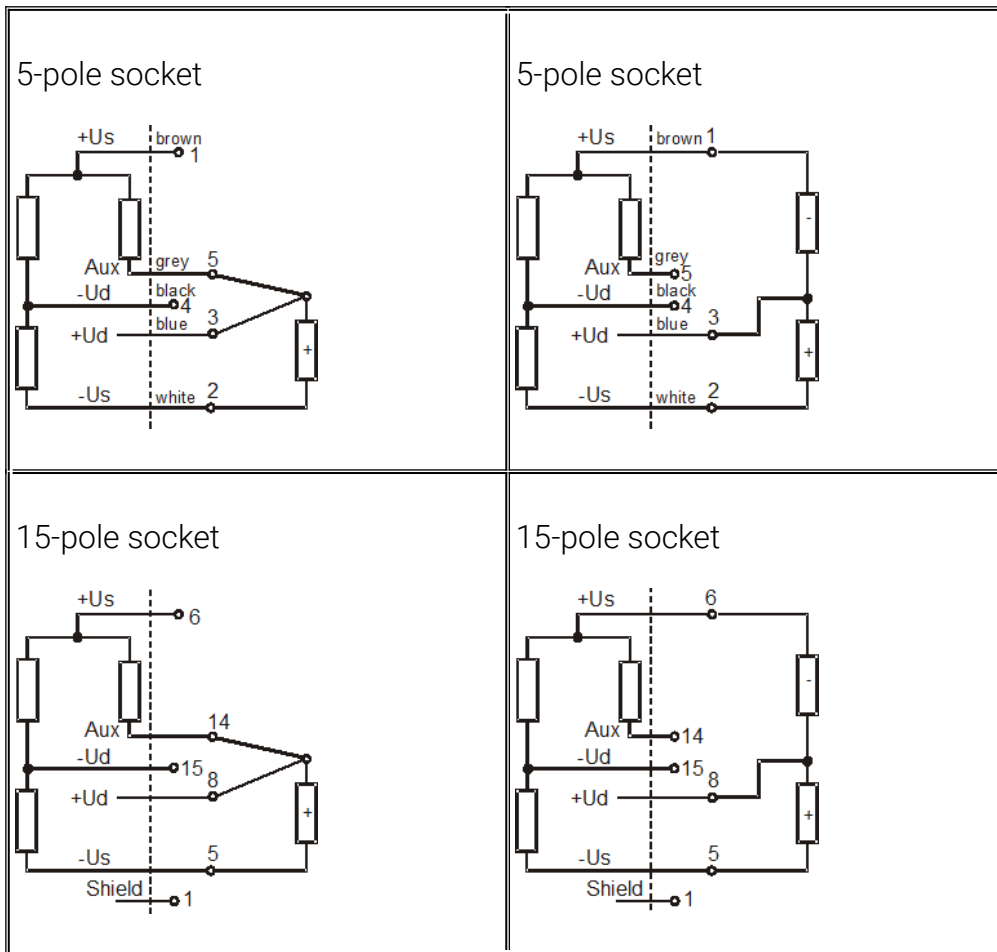 5-pole socket
+Us brown
1
Aux grey 5
-Ud black
4
+Ud blue 3
+
-Us white 2
5-pole socket
+Us brown 1
-
grey
Aux 5
-Ud black
4
+Ud blue 3
+
-Us white 2
15-pole socket
+Us 6
Aux 14
-Ud 15
+Ud 8
+
-Us 5
Shield 1
15-pole socket
+Us 6
-
Aux 14
-Ud 15
+Ud 8
+
-Us 5
Shield 1